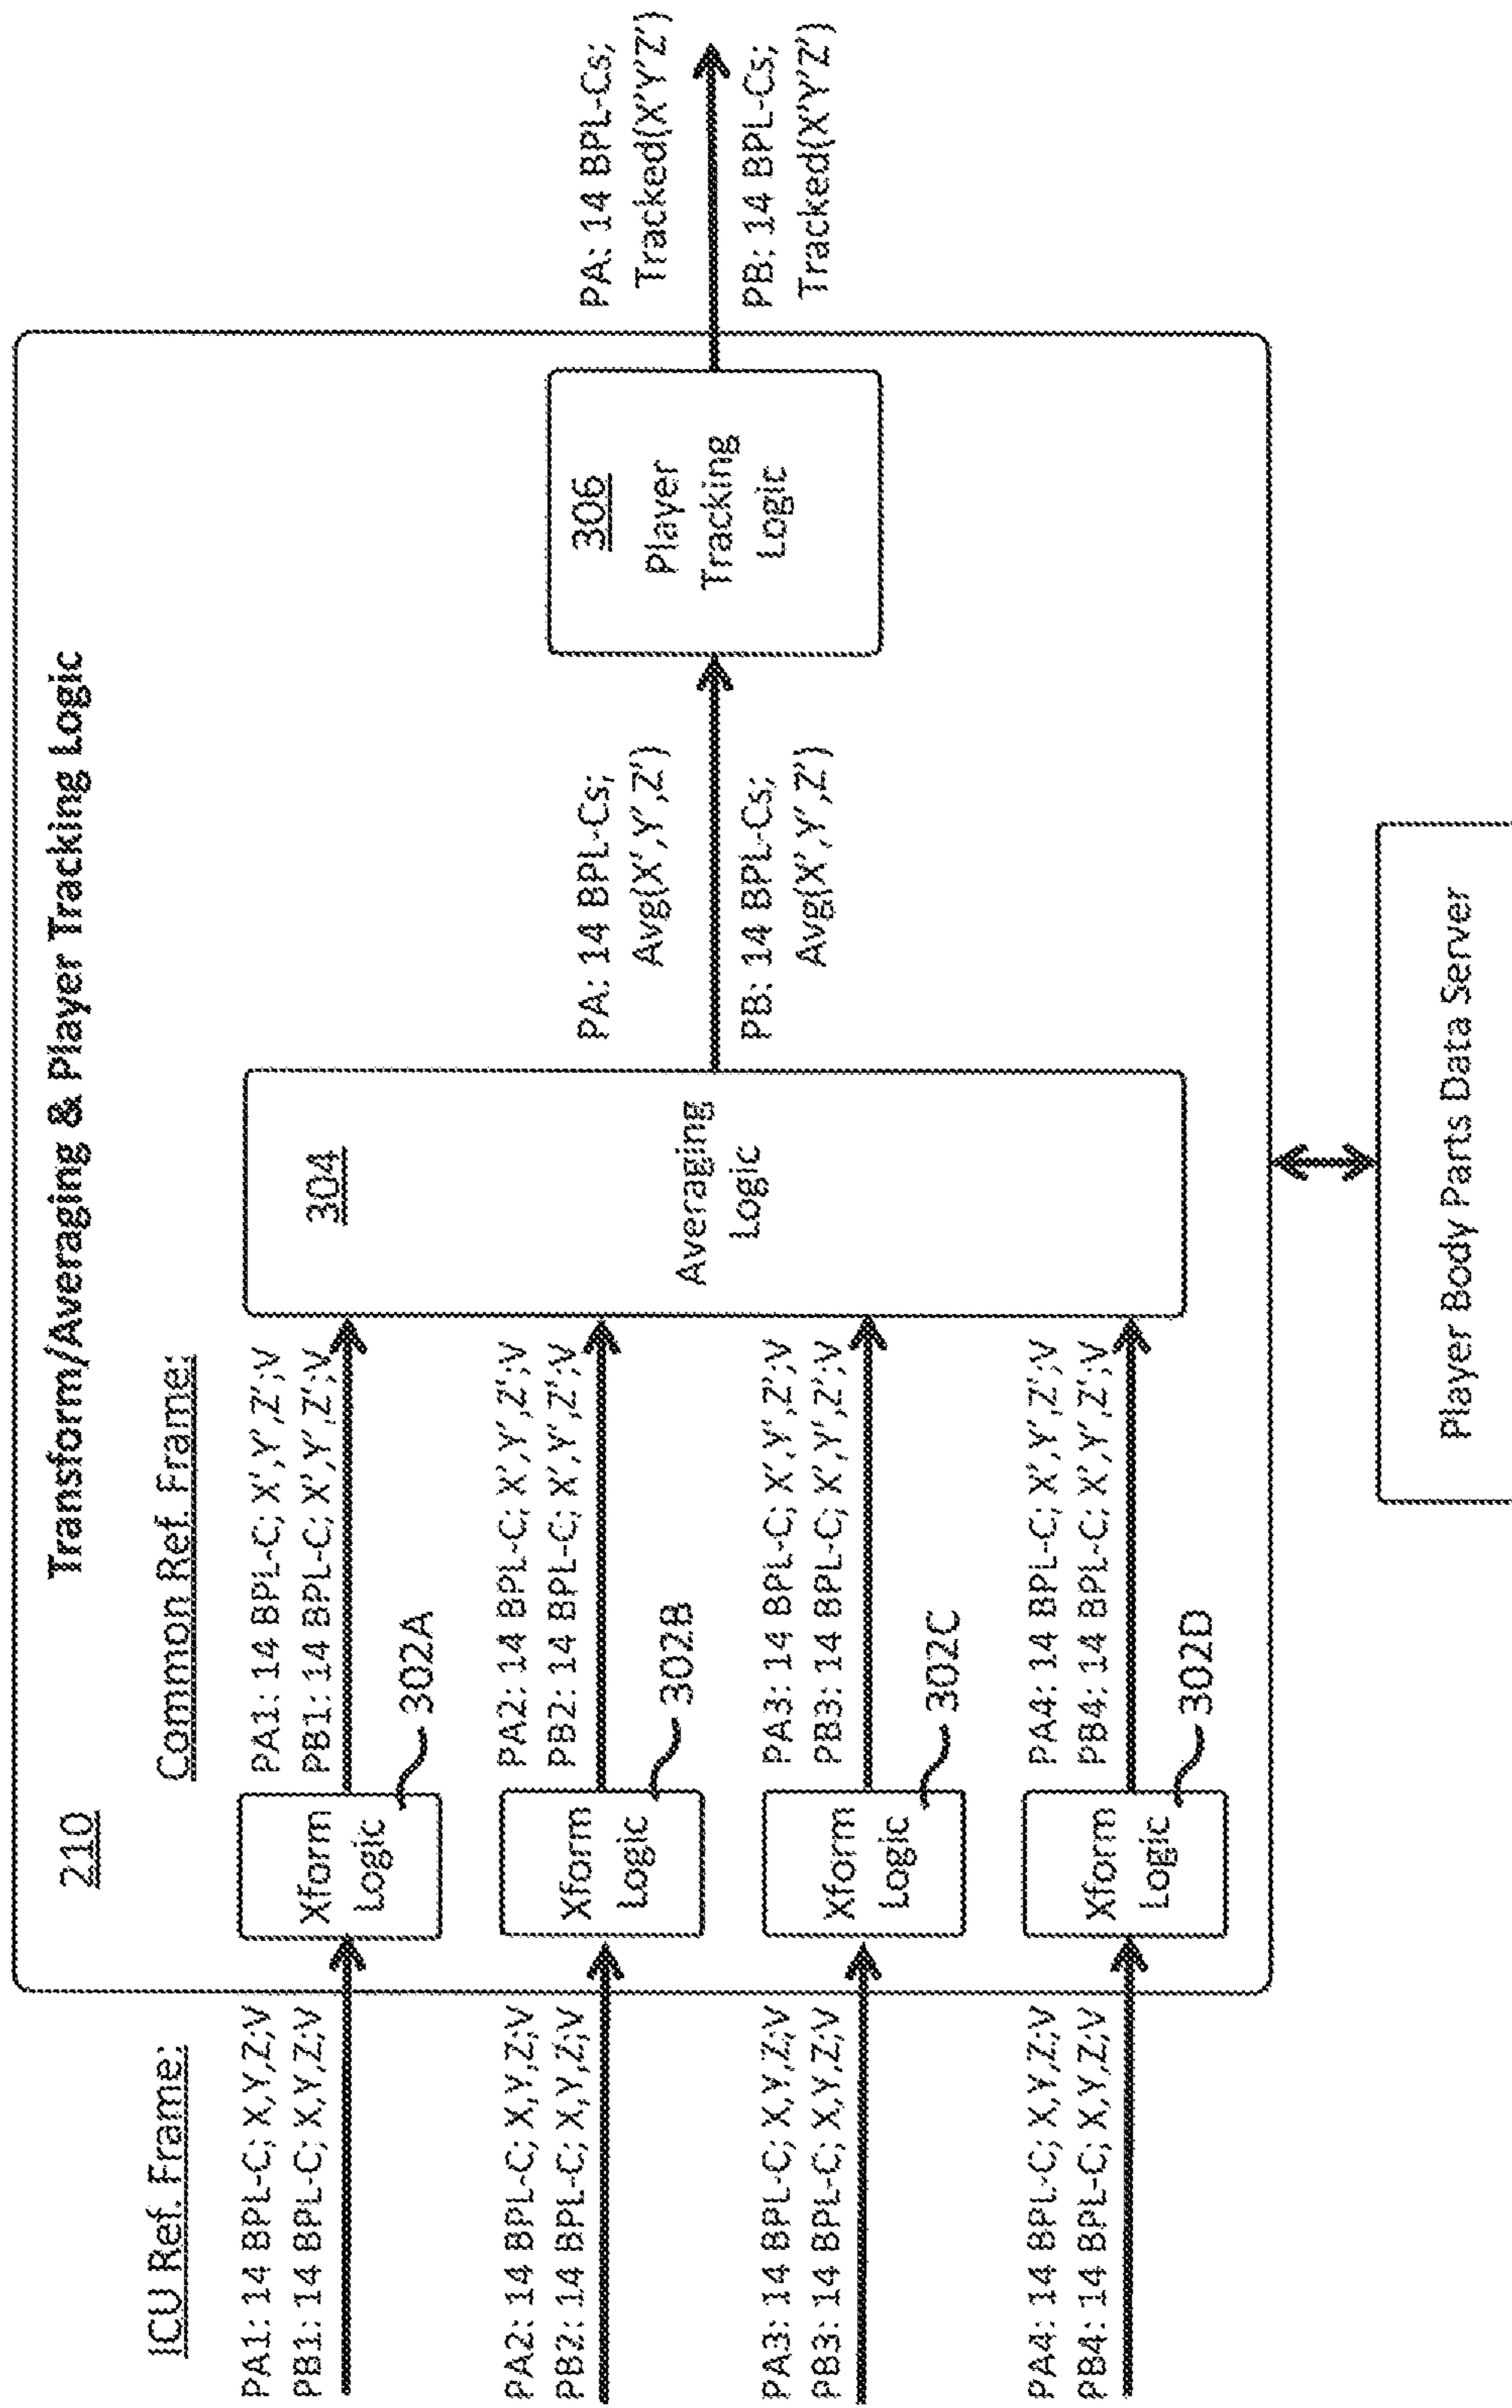 210
Transform/Averaging & Player Tracking Logic
ICU Ref. Frame:
Common Ref. Frame:
PA1: 14 BPL-C; X,Y,Z;V
PB1: 14 BPL-C; X,Y,Z;V
Xform
Logic
302A
PA1: 14 BPL-C; X',Y',Z';V
PB1: 14 BPL-C; X',Y',Z';V
PA2: 14 BPL-C; X,Y,Z;V
PB2: 14 BPL-C; X,Y,Z;V
Xform
Logic
302B
PA2: 14 BPL-C; X',Y',Z';V
PB2: 14 BPL-C; X',Y',Z';V
PA3: 14 BPL-C; X,Y,Z;V
PB3: 14 BPL-C; X,Y,Z;V
Xform
Logic
302C
PA3: 14 BPL-C; X',Y',Z';V
PB3: 14 BPL-C; X',Y',Z';V
PA4: 14 BPL-C; X,Y,Z;V
PB4: 14 BPL-C; X,Y,Z;V
Xform
Logic
302D
PA4: 14 BPL-C; X',Y',Z';V
PB4: 14 BPL-C; X',Y',Z';V
304
Averaging
Logic
PA: 14 BPL-Cs;
Avg(X',Y',Z')
PB: 14 BPL-Cs;
Avg(X',Y',Z')
306
Player
Tracking
Logic
PA: 14 BPL-Cs;
Tracked(X'Y'Z')
PB: 14 BPL-Cs;
Tracked(X'Y'Z')
Player Body Parts Data Server